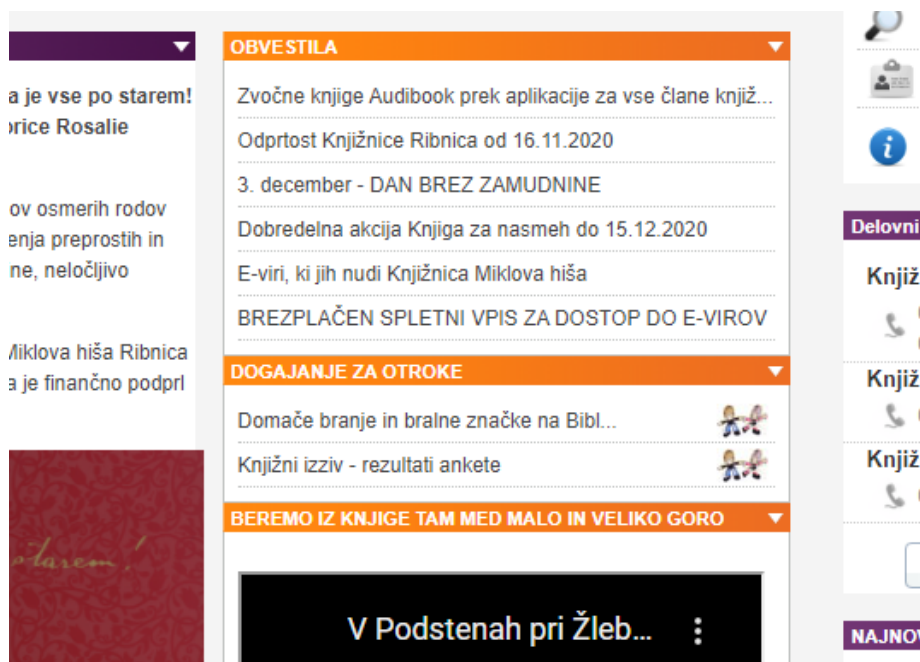 a je vse po starem!
orice Rosalie
ov osmerih rodov
enja preprostih in
ne, neločljivo
Miklova hiša Ribnica
a je finančno podprl
starem!
OBVESTILA
Zvočne knjige Audibook prek aplikacije za vse člane knjiž...
Odprtost Knjižnice Ribnica od 16.11.2020
3. december - DAN BREZ ZAMUDNINE
Dobredelna akcija Knjiga za nasmeh do 15.12.2020
E-viri, ki jih nudi Knjižnica Miklova hiša
BREZPLAČEN SPLETNI VPIS ZA DOSTOP DO E-VIROV
DOGAJANJE ZA OTROKE
Domače branje in bralne značke na Bibl...
Knjižni izziv - rezultati ankete
BEREMO IZ KNJIGE TAM MED MALO IN VELIKO GORO
V Podstenah pri Žleb...
Delovni
Knjiž
Knjiž
Knjiž
NAJNOV